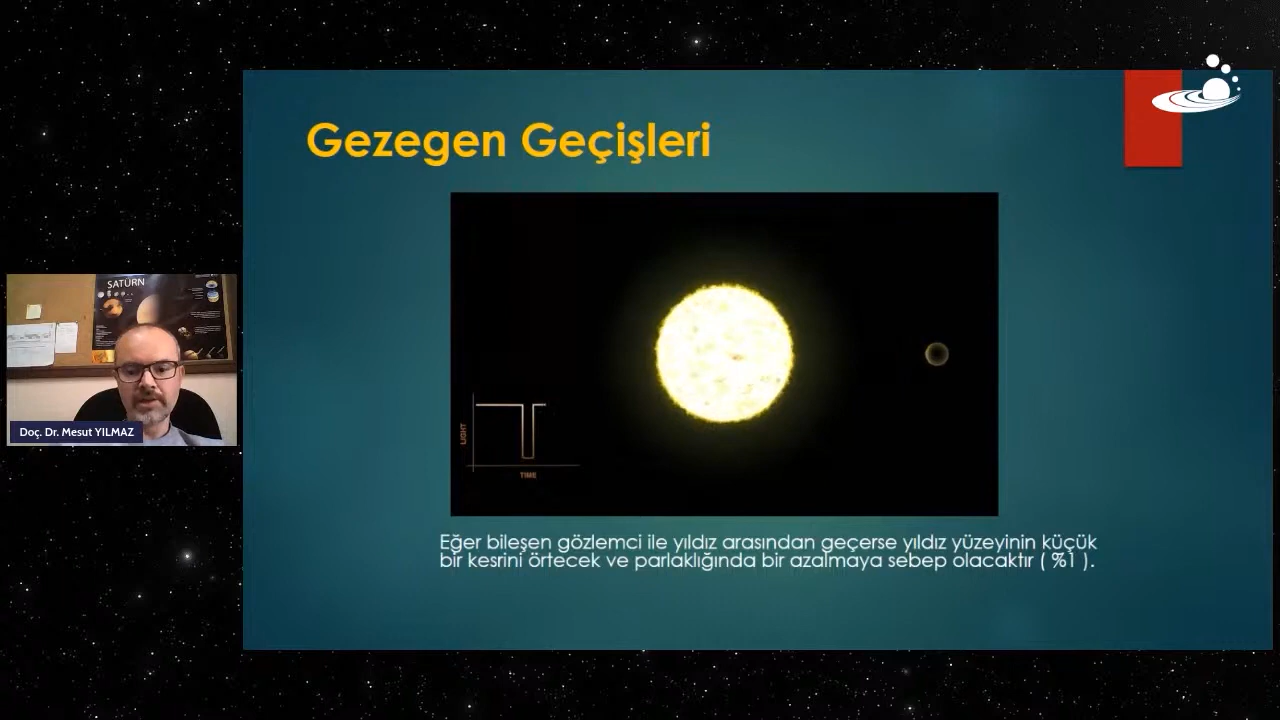 Gezegen Geçişleri
SATÜRN
Doç. Dr. Mesut YILMAZ
LIGHT
TIME
Eğer bileşen gözlemci ile yıldız arasından geçerse yıldız yüzeyinin küçük
bir kesrini örtecek ve parlaklığında bir azalmaya sebep olacaktır ( %1 ).